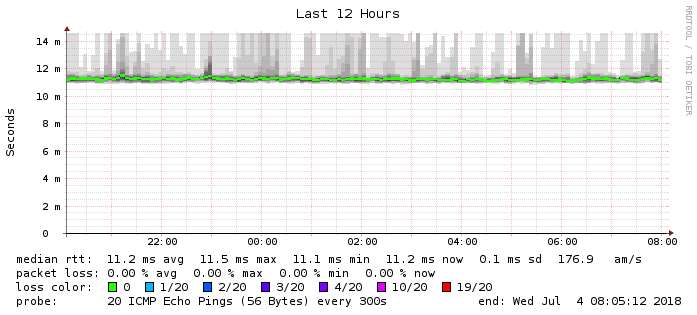 Last 12 Hours
RRDTOOL / TOBI OETIKER
Seconds
14 m
12 m
10 m
8 m
6 m
4 m
2 m
0
22:00 00:00 02:00 04:00 06:00 08:00
median rtt: 11.2 ms avg 11.5 ms max 11.1 ms min 11.2 ms now 0.1 ms sd 176.9 am/s
packet loss: 0.00 % avg 0.00 % max 0.00 % min 0.00 % now
loss color: 0 1/20 2/20 3/20 4/20 10/20 19/20
probe: 20 ICMP Echo Pings (56 Bytes) every 300s end: Wed Jul 4 08:05:12 2018